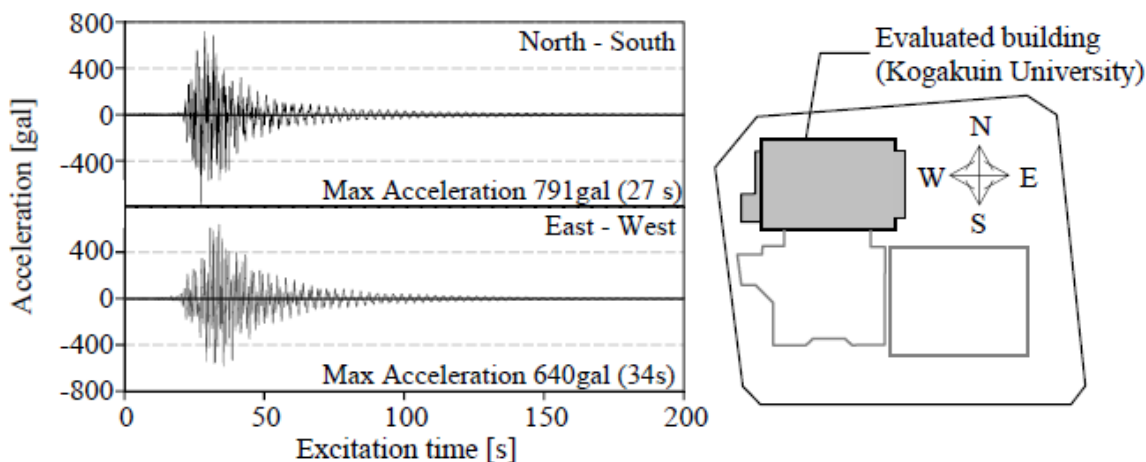 800
400
0
-400
North - South
Max Acceleration 791gal (27 s)
400
0
-400
-800
East - West
Max Acceleration 640gal (34s)
Acceleration [gal]
0
50
100
150
200
Excitation time [s]
Evaluated building
(Kogakuin University)
N
W
E
S